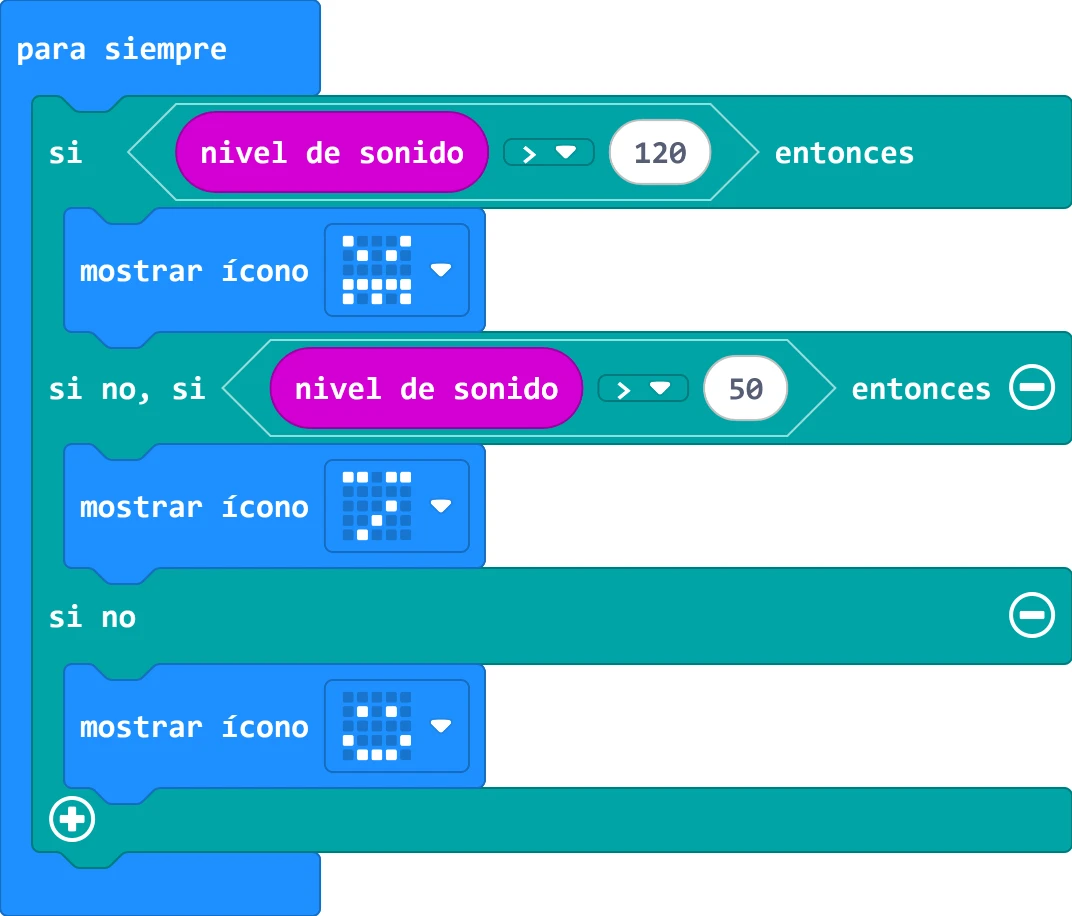 para siempre
si nivel de sonido > 120 entonces
mostrar ícono
si no, si nivel de sonido > 50 entonces
mostrar ícono
si no
mostrar ícono